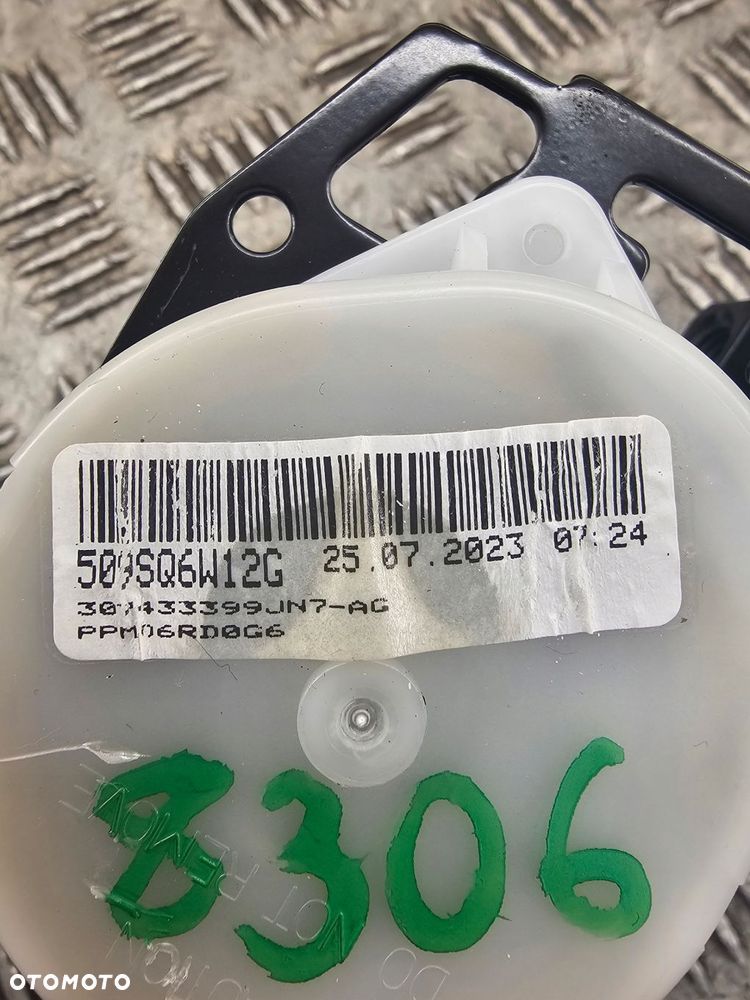 509SQ6W12G 25.07.2023 07:24
307433399JN7-AG
PPM06RD0G6
B306
DO NOT REMOVE
OTOMOTO